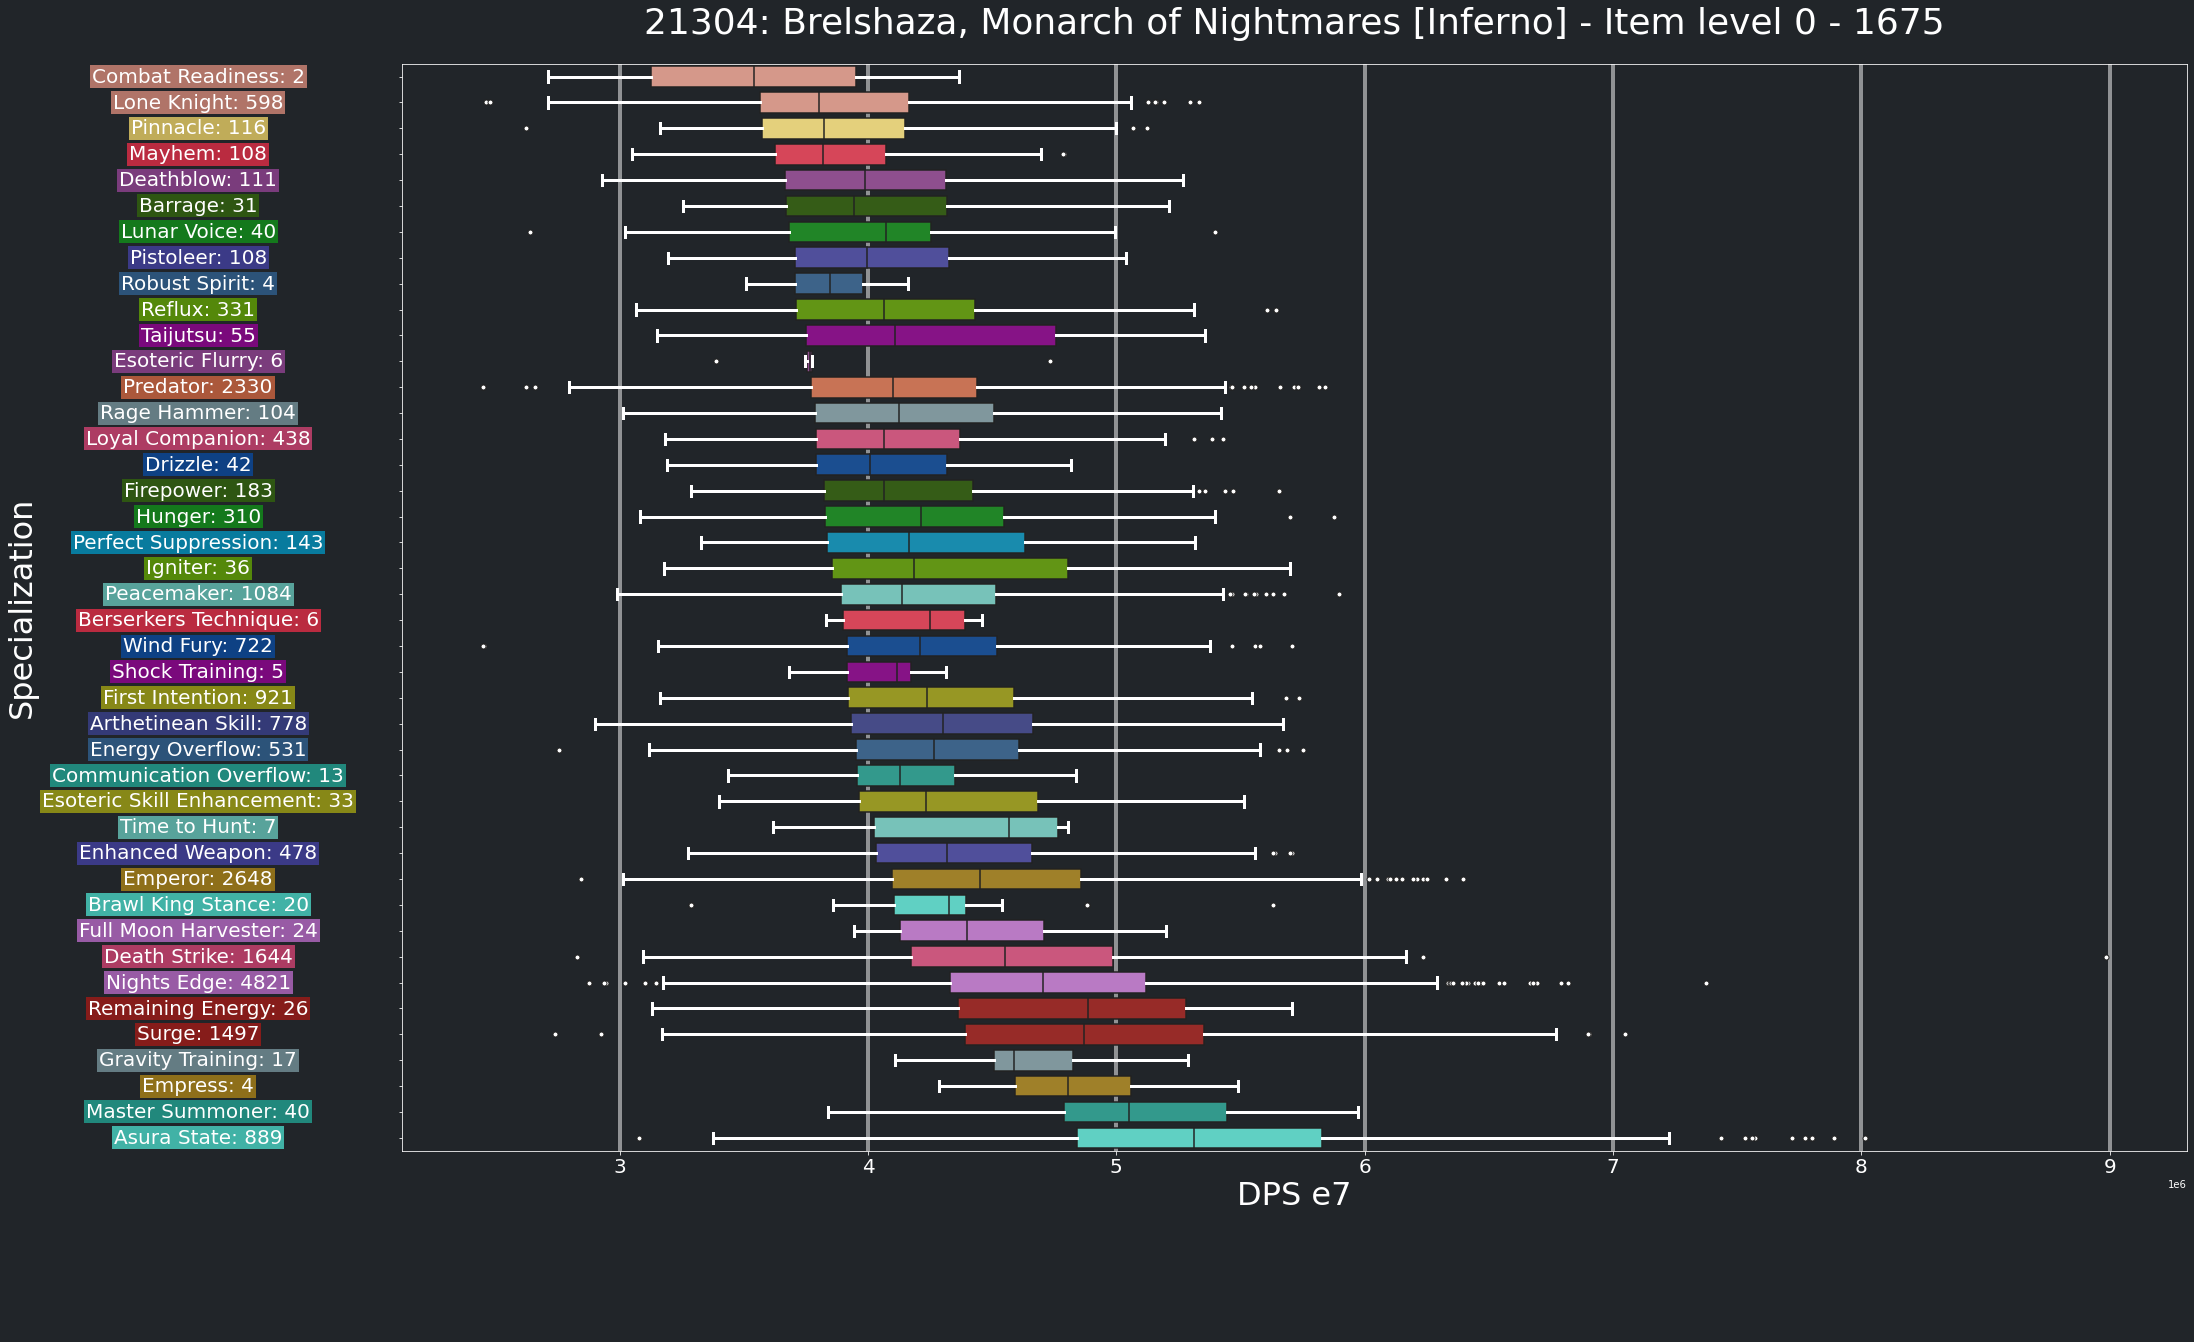 21304: Brelshaza, Monarch of Nightmares [Inferno] - Item level 0 - 1675
Specialization
Combat Readiness: 2
Lone Knight: 598
Pinnacle: 116
Mayhem: 108
Deathblow: 111
Barrage: 31
Lunar Voice: 40
Pistoleer: 108
Robust Spirit: 4
Reflux: 331
Taijutsu: 55
Esoteric Flurry: 6
Predator: 2330
Rage Hammer: 104
Loyal Companion: 438
Drizzle: 42
Firepower: 183
Hunger: 310
Perfect Suppression: 143
Igniter: 36
Peacemaker: 1084
Berserkers Technique: 6
Wind Fury: 722
Shock Training: 5
First Intention: 921
Arthetinean Skill: 778
Energy Overflow: 531
Communication Overflow: 13
Esoteric Skill Enhancement: 33
Time to Hunt: 7
Enhanced Weapon: 478
Emperor: 2648
Brawl King Stance: 20
Full Moon Harvester: 24
Death Strike: 1644
Nights Edge: 4821
Remaining Energy: 26
Surge: 1497
Gravity Training: 17
Empress: 4
Master Summoner: 40
Asura State: 889
3 4 5 6 7 8 9
1e6
DPS e7